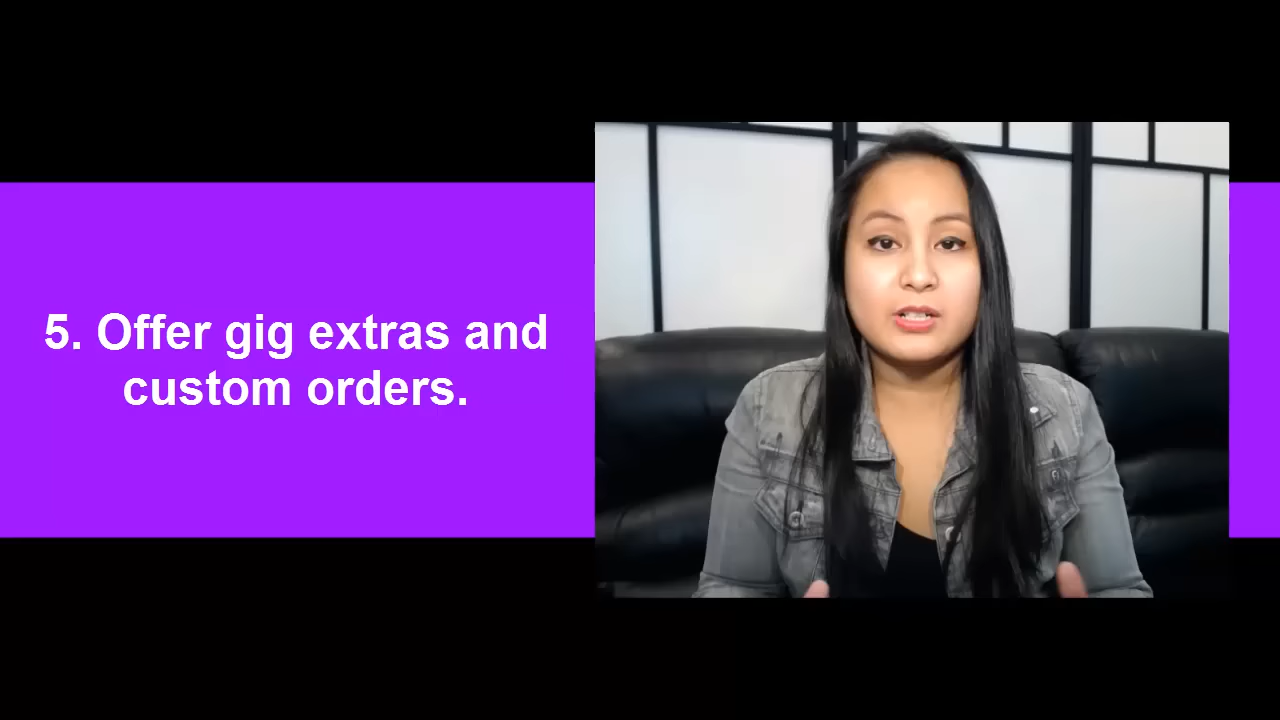 5. Offer gig extras and
custom orders.